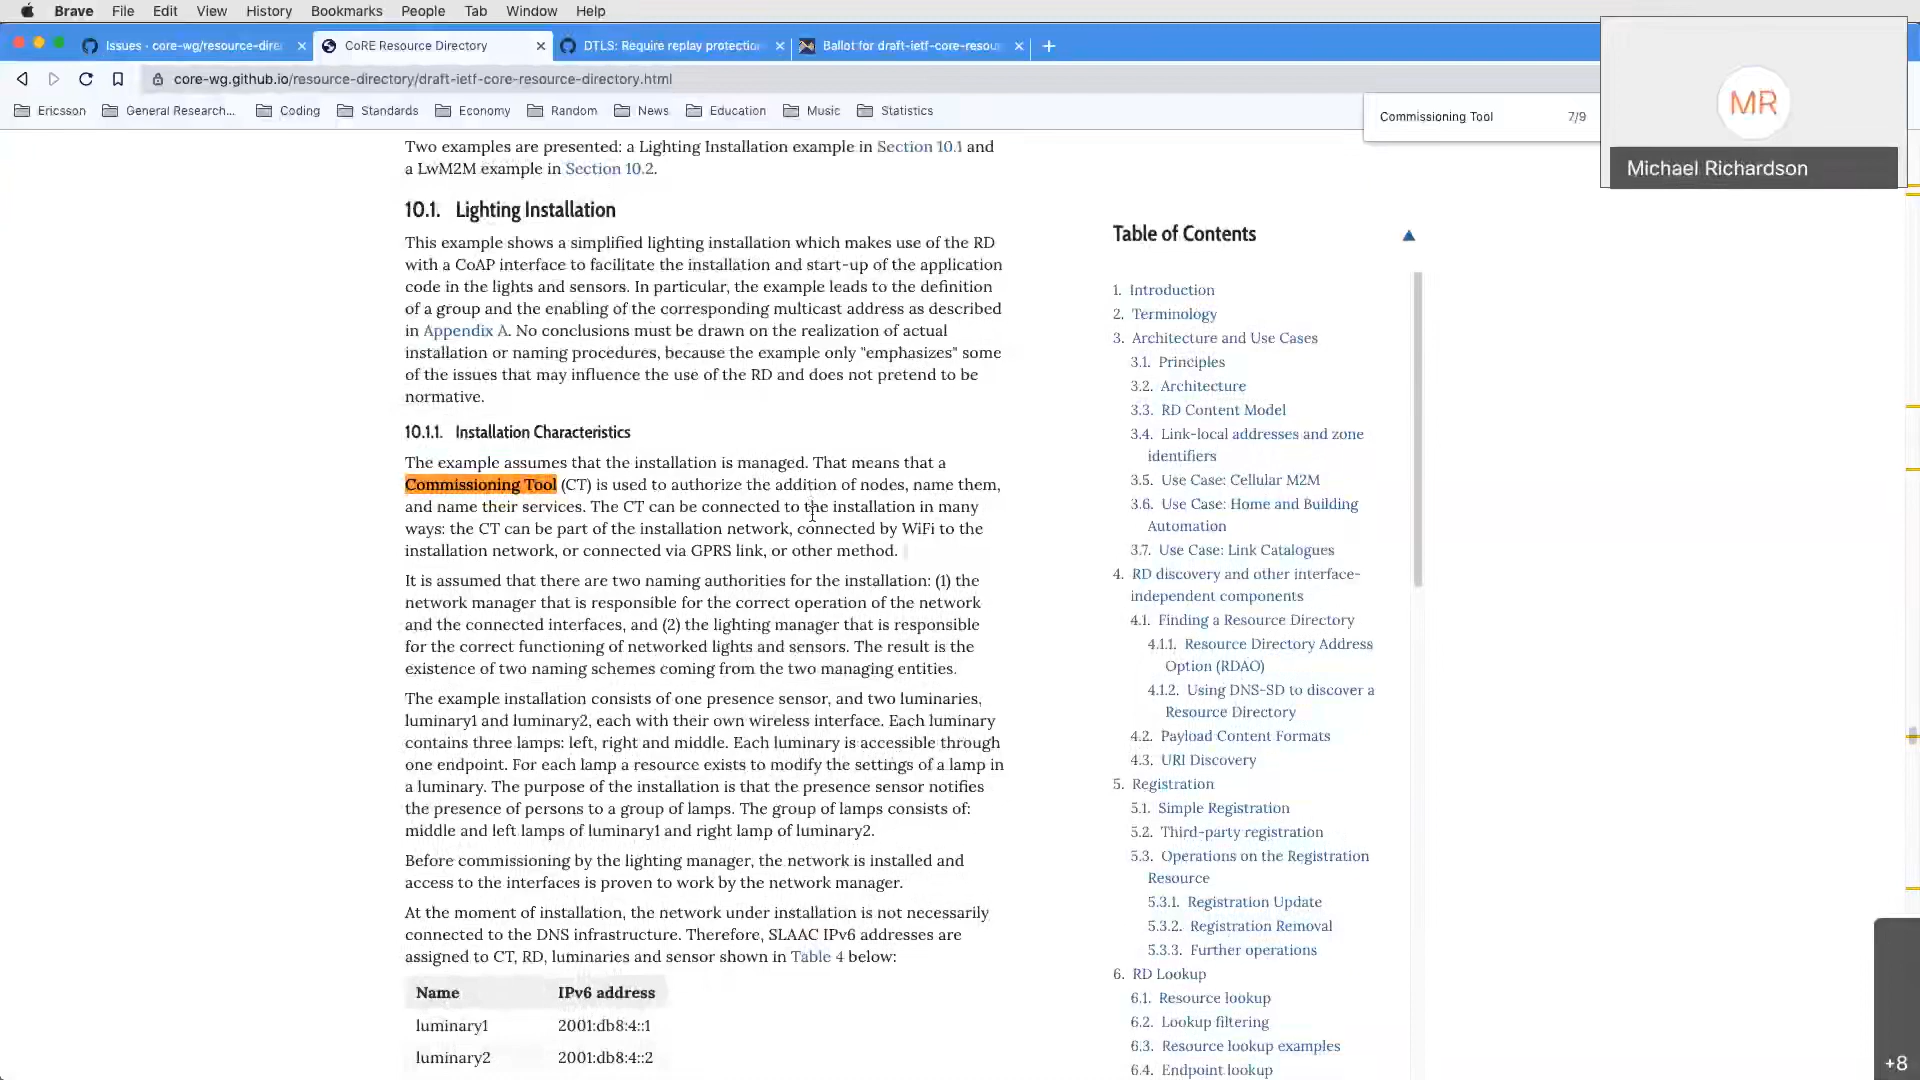 Brave File Edit View History Bookmarks People Tab Window Help
Issues · core-wg/resource-dire
CoRE Resource Directory
DTLS: Require replay protection
Ballot for draft-ietf-core-resou
core-wg.github.io/resource-directory/draft-ietf-core-resource-directory.html
Ericsson General Research... Coding Standards Economy Random News Education Music Statistics
Commissioning Tool 7/9
MR
Michael Richardson
Two examples are presented: a Lighting Installation example in Section 10.1 and
a LwM2M example in Section 10.2.
10.1. Lighting Installation
This example shows a simplified lighting installation which makes use of the RD
with a CoAP interface to facilitate the installation and start-up of the application
code in the lights and sensors. In particular, the example leads to the definition
of a group and the enabling of the corresponding multicast address as described
in Appendix A. No conclusions must be drawn on the realization of actual
installation or naming procedures, because the example only "emphasizes" some
of the issues that may influence the use of the RD and does not pretend to be
normative.
10.1.1. Installation Characteristics
The example assumes that the installation is managed. That means that a
Commissioning Tool (CT) is used to authorize the addition of nodes, name them,
and name their services. The CT can be connected to the installation in many
ways: the CT can be part of the installation network, connected by WiFi to the
installation network, or connected via GPRS link, or other method.
It is assumed that there are two naming authorities for the installation: (1) the
network manager that is responsible for the correct operation of the network
and the connected interfaces, and (2) the lighting manager that is responsible
for the correct functioning of networked lights and sensors. The result is the
existence of two naming schemes coming from the two managing entities.
The example installation consists of one presence sensor, and two luminaries,
luminary1 and luminary2, each with their own wireless interface. Each luminary
contains three lamps: left, right and middle. Each luminary is accessible through
one endpoint. For each lamp a resource exists to modify the settings of a lamp in
a luminary. The purpose of the installation is that the presence sensor notifies
the presence of persons to a group of lamps. The group of lamps consists of:
middle and left lamps of luminary1 and right lamp of luminary2.
Before commissioning by the lighting manager, the network is installed and
access to the interfaces is proven to work by the network manager.
At the moment of installation, the network under installation is not necessarily
connected to the DNS infrastructure. Therefore, SLAAC IPv6 addresses are
assigned to CT, RD, luminaries and sensor shown in Table 4 below:
Name IPv6 address
luminary1 2001:db8:4::1
luminary2 2001:db8:4::2
Table of Contents
1. Introduction
2. Terminology
3. Architecture and Use Cases
3.1. Principles
3.2. Architecture
3.3. RD Content Model
3.4. Link-local addresses and zone
identifiers
3.5. Use Case: Cellular M2M
3.6. Use Case: Home and Building
Automation
3.7. Use Case: Link Catalogues
4. RD discovery and other interface-
independent components
4.1. Finding a Resource Directory
4.1.1. Resource Directory Address
Option (RDAO)
4.1.2. Using DNS-SD to discover a
Resource Directory
4.2. Payload Content Formats
4.3. URI Discovery
5. Registration
5.1. Simple Registration
5.2. Third-party registration
5.3. Operations on the Registration
Resource
5.3.1. Registration Update
5.3.2. Registration Removal
5.3.3. Further operations
6. RD Lookup
6.1. Resource lookup
6.2. Lookup filtering
6.3. Resource lookup examples
6.4. Endpoint lookup
+8